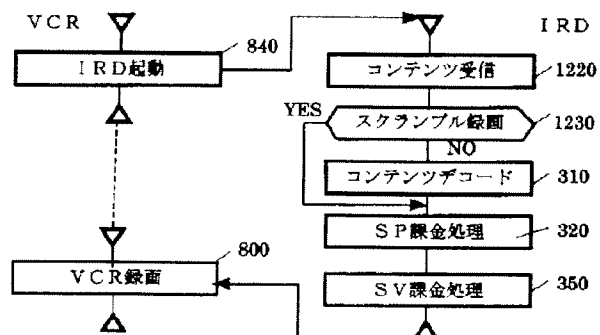 VCR
IRD
IRD起動
840
コンテンツ受信
1220
YES
スクランブル録画
1230
NO
コンテンツデコード
310
SP課金処理
320
VCR録画
800
SV課金処理
350